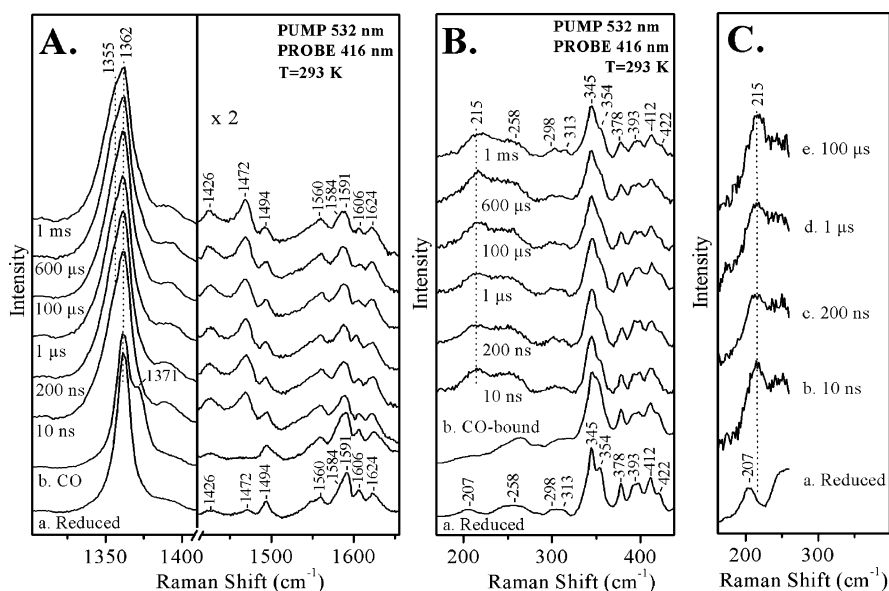 A.
PUMP 532 nm
PROBE 416 nm
T=293 K
x 2
1355
1362
1371
-1426
-1472
-1494
-1560
-1584
-1591
-1606
-1624
1 ms
600 µs
100 µs
1 µs
200 ns
10 ns
b. CO
a. Reduced
-1426
-1472
-1494
1560
-1584
-1591
-1606
-1624
Intensity
1350
1400
1500
1600
Raman Shift (cm-1)
B.
PUMP 532 nm
PROBE 416 nm
T=293 K
215
-258
-298
-313
-345
354
-378
-393
-412
-422
1 ms
600 µs
100 µs
1 µs
200 ns
10 ns
b. CO-bound
a. Reduced
-207
-258
-298
-313
345
354
-378
-393
-412
-422
Intensity
200
300
400
Raman Shift (cm-1)
C.
215
e. 100 µs
d. 1 µs
c. 200 ns
b. 10 ns
a. Reduced
-207
Intensity
200
300
Raman Shift (cm-1)